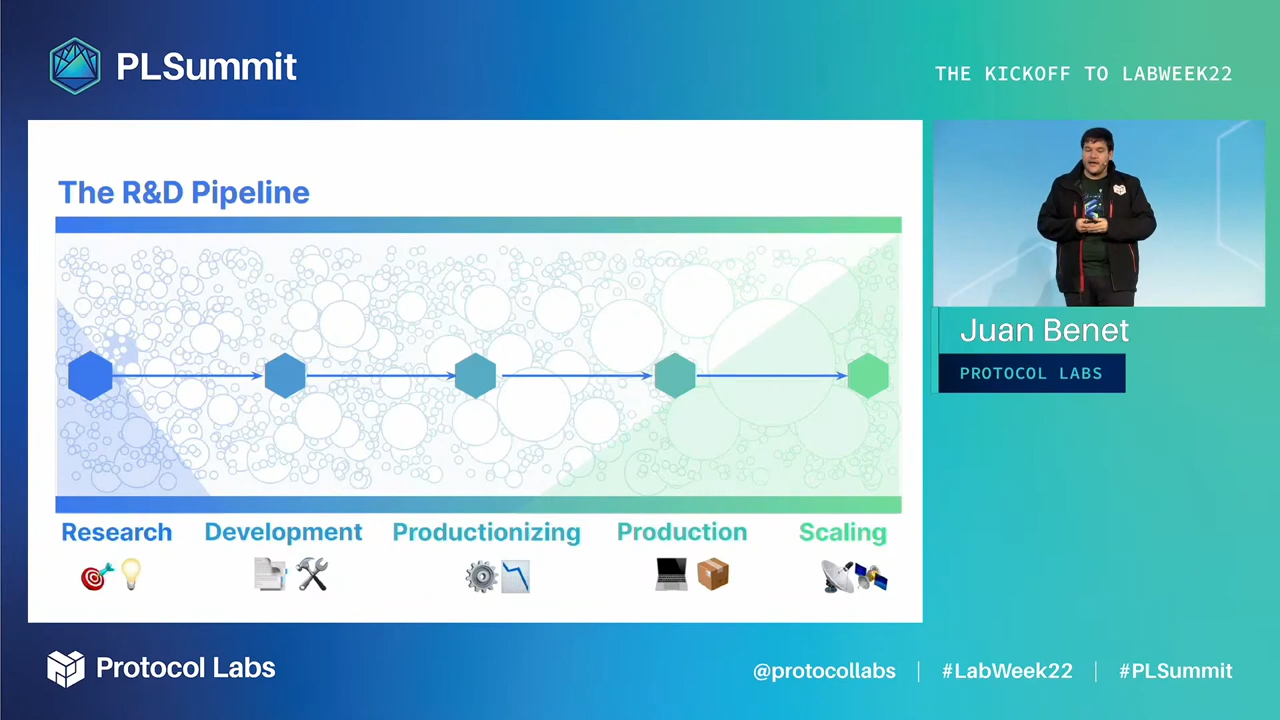 PLSummit
THE KICKOFF TO LABWEEK22
The R&D Pipeline
Research
Development
Productionizing
Production
Scaling
Juan Benet
PROTOCOL LABS
Protocol Labs
@protocollabs | #LabWeek22 | #PLSummit